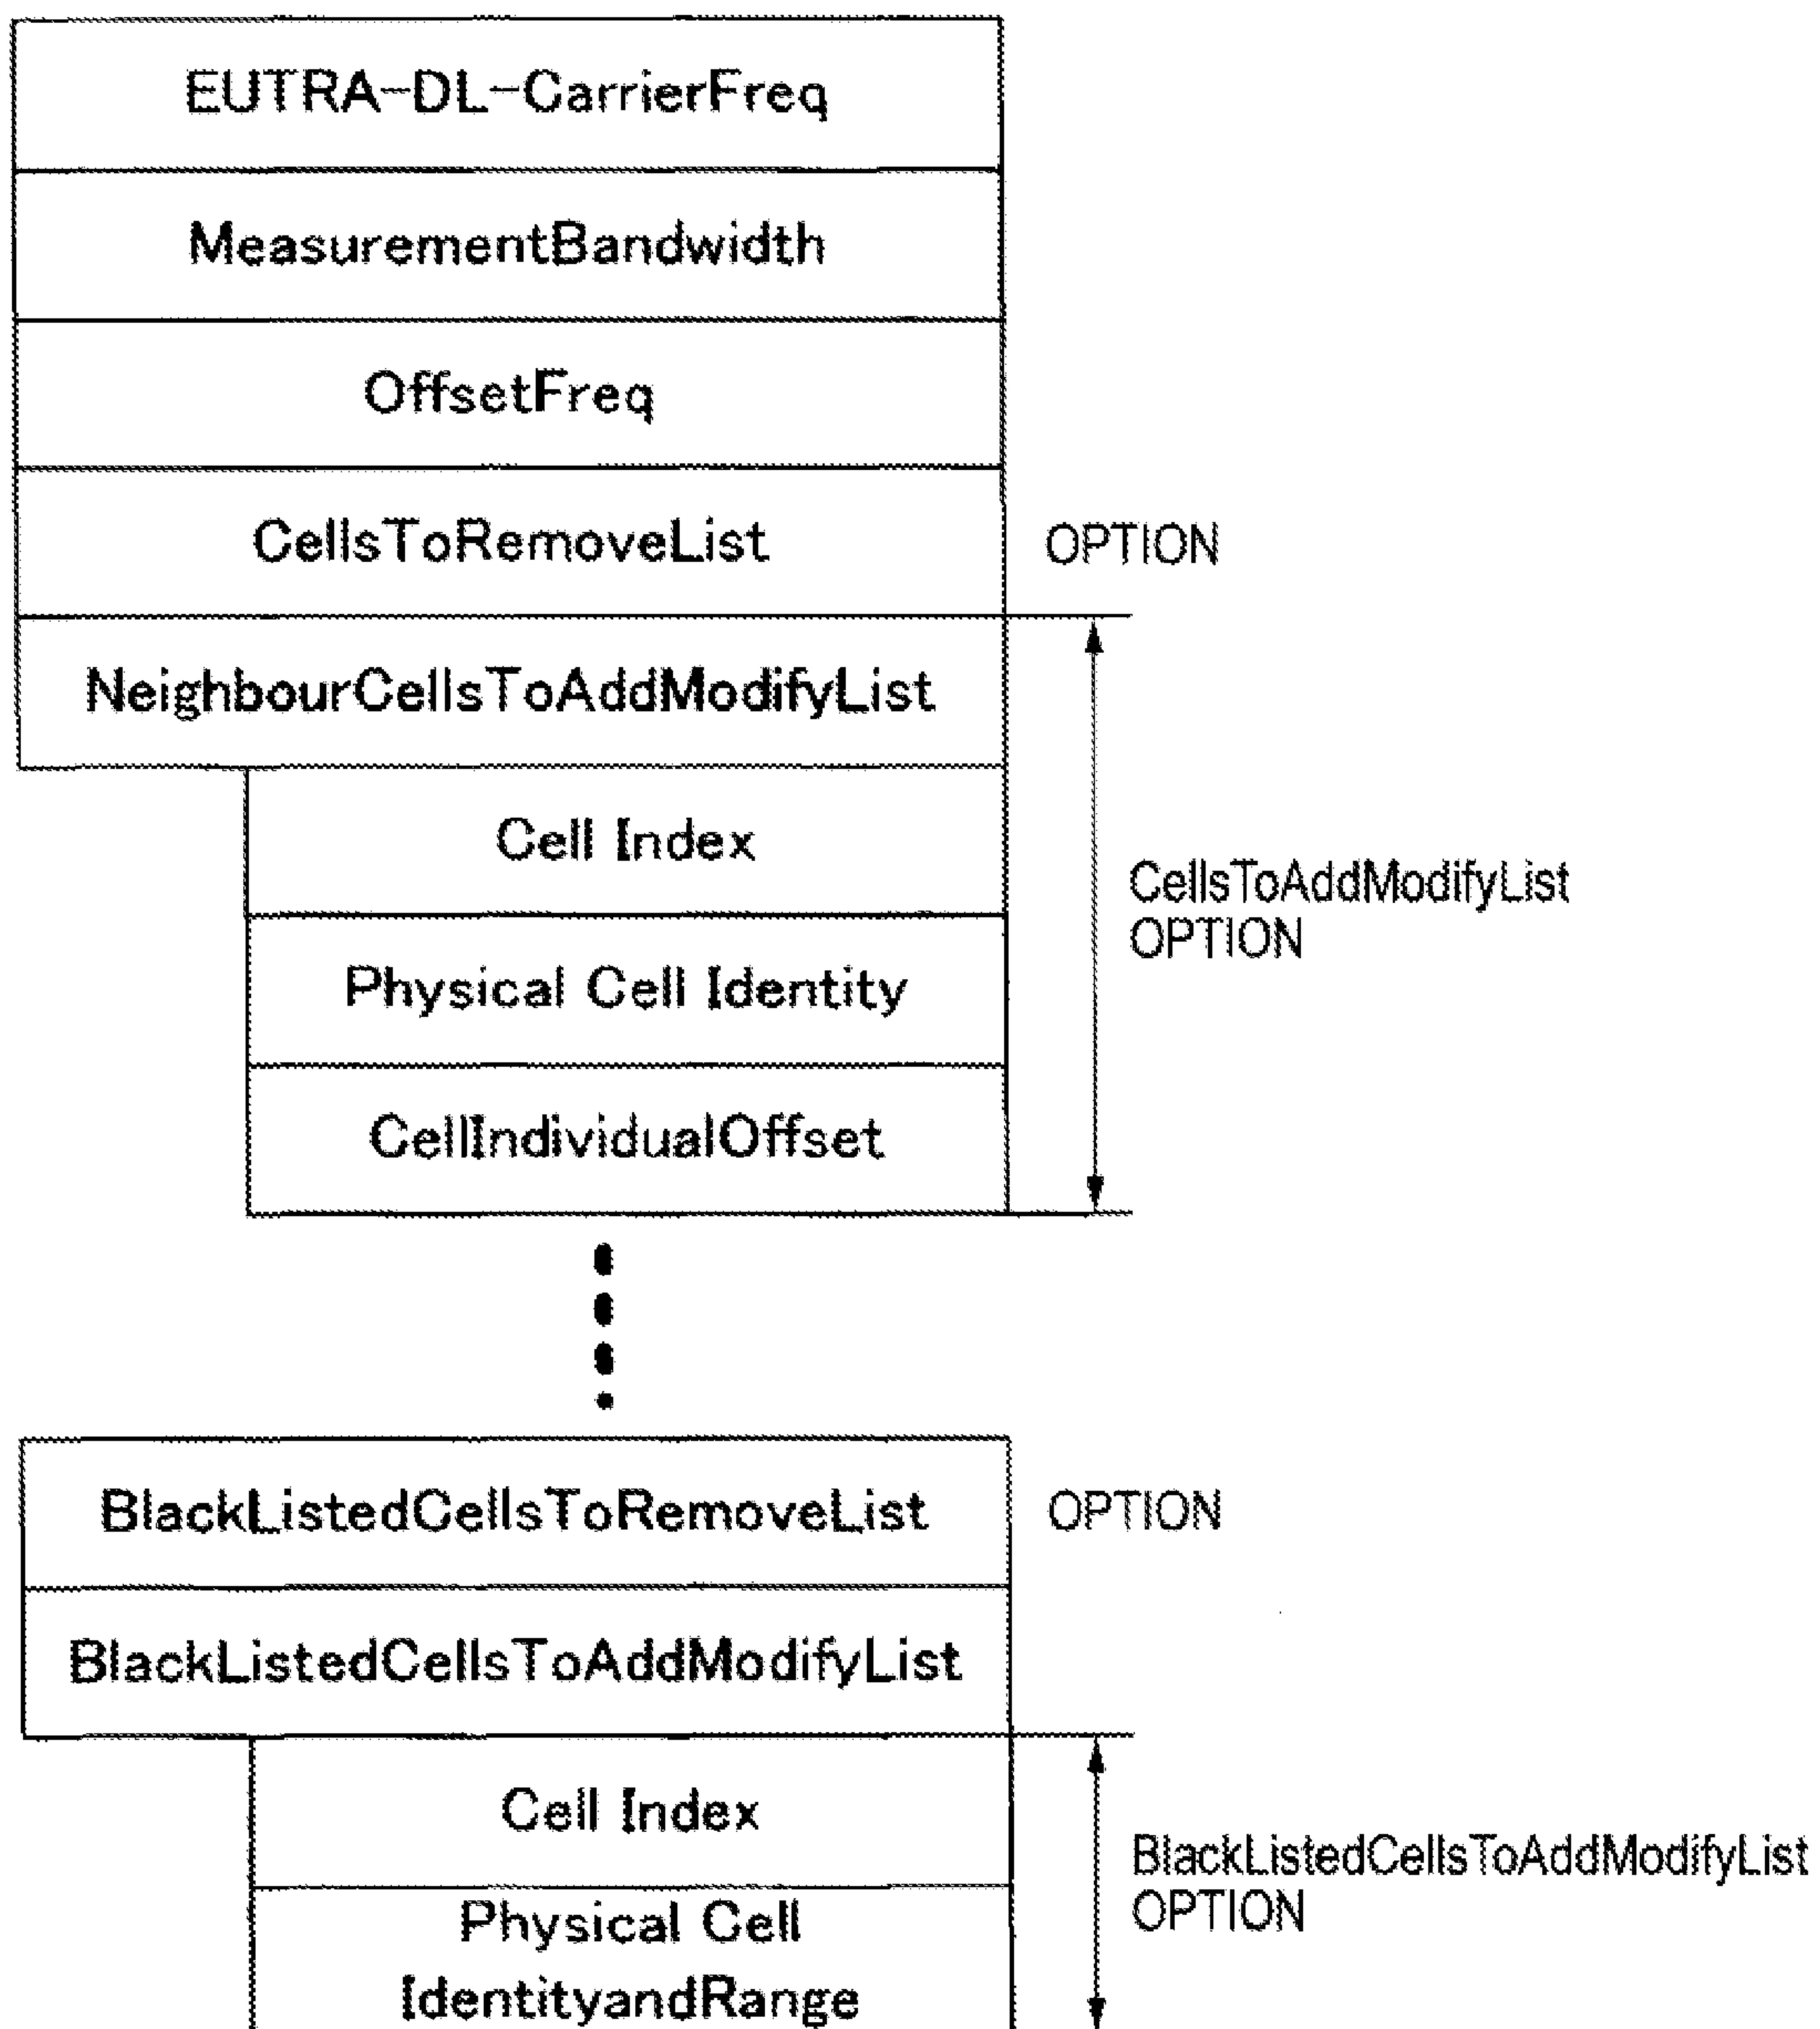 EUTRA-DL-CarrierFreq
MeasurementBandwidth
OffsetFreq
CellsToRemoveList
OPTION
NeighbourCellsToAddModifyList
Cell Index
CellsToAddModifyList
OPTION
Physical Cell Identity
CellIndividualOffset
BlackListedCellsToRemoveList
OPTION
BlackListedCellsToAddModifyList
Cell Index
BlackListedCellsToAddModifyList
OPTION
Physical Cell
IdentityandRange